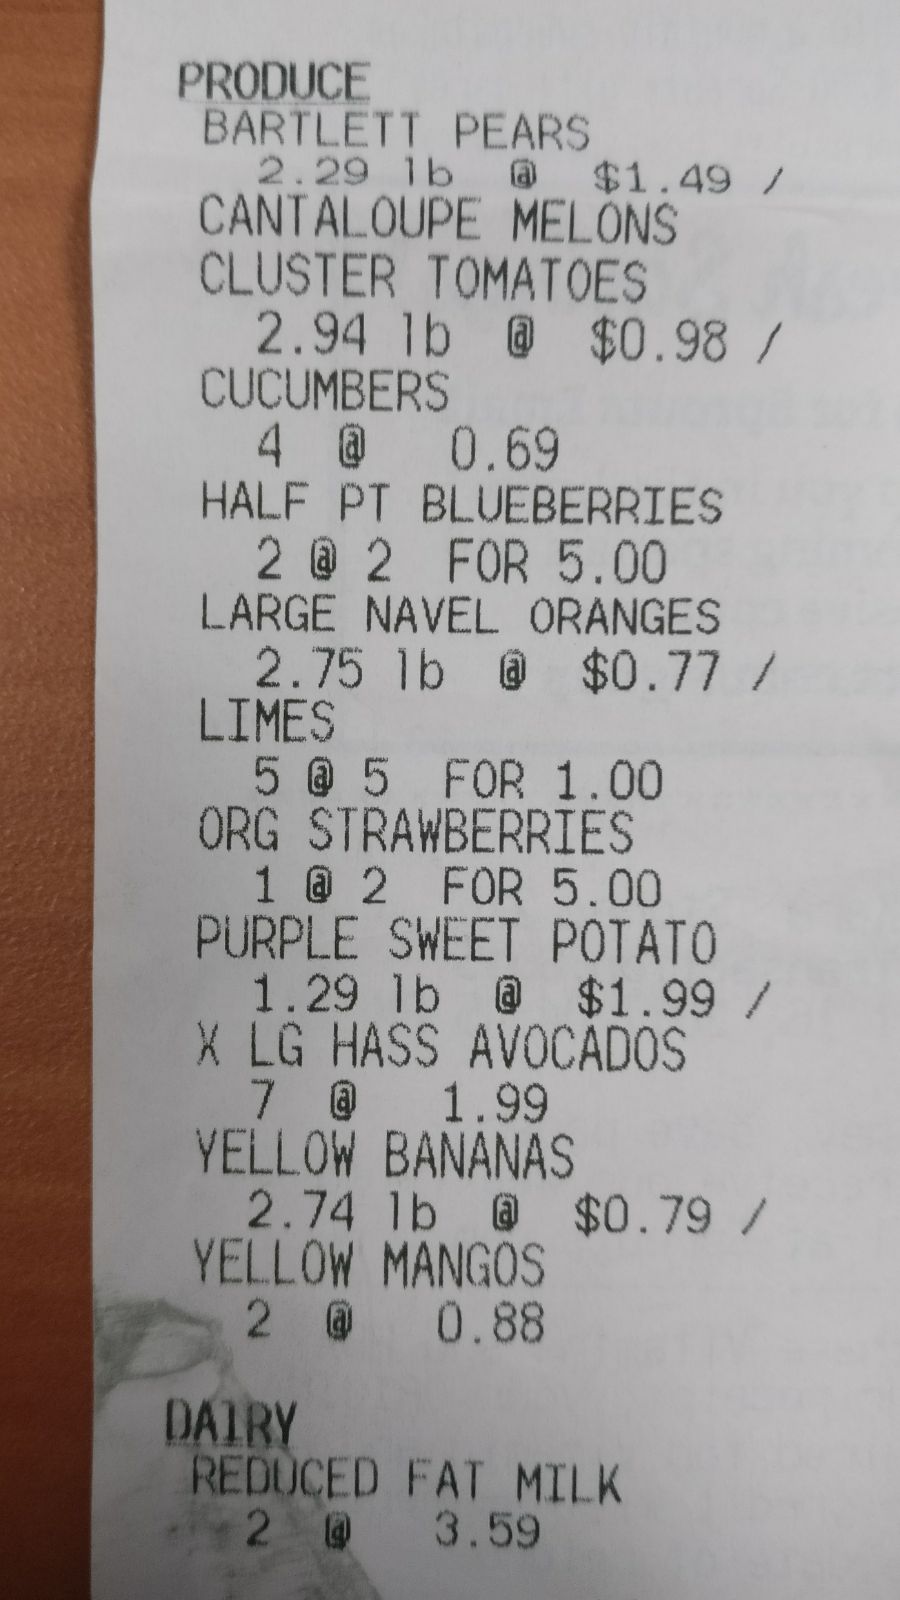 PRODUCE
BARTLETT PEARS
2.29 lb @ $1.49 /
CANTALOUPE MELONS
CLUSTER TOMATOES
2.94 lb @ $0.98 /
CUCUMBERS
4 @ 0.69
HALF PT BLUEBERRIES
2 @ 2 FOR 5.00
LARGE NAVEL ORANGES
2.75 lb @ $0.77 /
LIMES
5 @ 5 FOR 1.00
ORG STRAWBERRIES
1 @ 2 FOR 5.00
PURPLE SWEET POTATO
1.29 lb @ $1.99 /
X LG HASS AVOCADOS
7 @ 1.99
YELLOW BANANAS
2.74 lb @ $0.79 /
YELLOW MANGOS
2 @ 0.88
DAIRY
REDUCED FAT MILK
2 @ 3.59